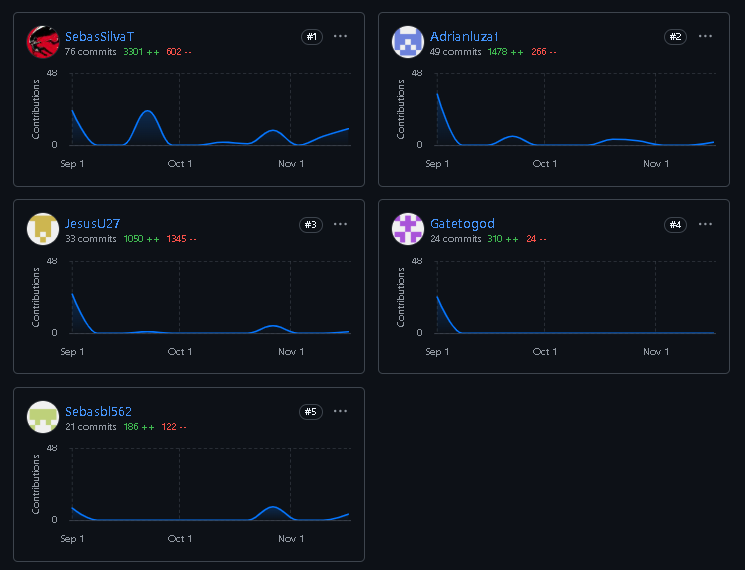 SebasSilvaT #1 ...
76 commits 3301 ++ 602 --
48
Contributions
0
Sep 1 Oct 1 Nov 1
Adrianluza1 #2 ...
49 commits 1478 ++ 266 --
48
Contributions
0
Sep 1 Oct 1 Nov 1
JesusU27 #3 ...
33 commits 1050 ++ 1345 --
48
Contributions
0
Sep 1 Oct 1 Nov 1
Gatetogod #4 ...
24 commits 310 ++ 24 --
48
Contributions
0
Sep 1 Oct 1 Nov 1
Sebasbl562 #5 ...
21 commits 186 ++ 122 --
48
Contributions
0
Sep 1 Oct 1 Nov 1